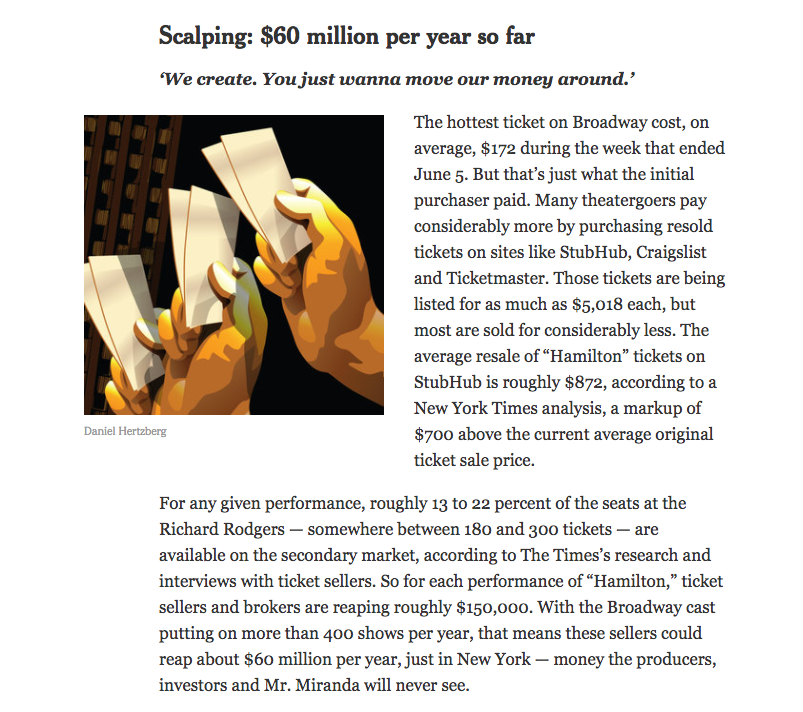 Scalping: $60 million per year so far
‘We create. You just wanna move our money around.’
The hottest ticket on Broadway cost, on
average, $172 during the week that ended
June 5. But that’s just what the initial
purchaser paid. Many theatergoers pay
considerably more by purchasing resold
tickets on sites like StubHub, Craigslist
and Ticketmaster. Those tickets are being
listed for as much as $5,018 each, but
most are sold for considerably less. The
average resale of “Hamilton” tickets on
StubHub is roughly $872, according to a
New York Times analysis, a markup of
$700 above the current average original
ticket sale price.
Daniel Hertzberg
For any given performance, roughly 13 to 22 percent of the seats at the
Richard Rodgers — somewhere between 180 and 300 tickets — are
available on the secondary market, according to The Times’s research and
interviews with ticket sellers. So for each performance of “Hamilton,” ticket
sellers and brokers are reaping roughly $150,000. With the Broadway cast
putting on more than 400 shows per year, that means these sellers could
reap about $60 million per year, just in New York — money the producers,
investors and Mr. Miranda will never see.